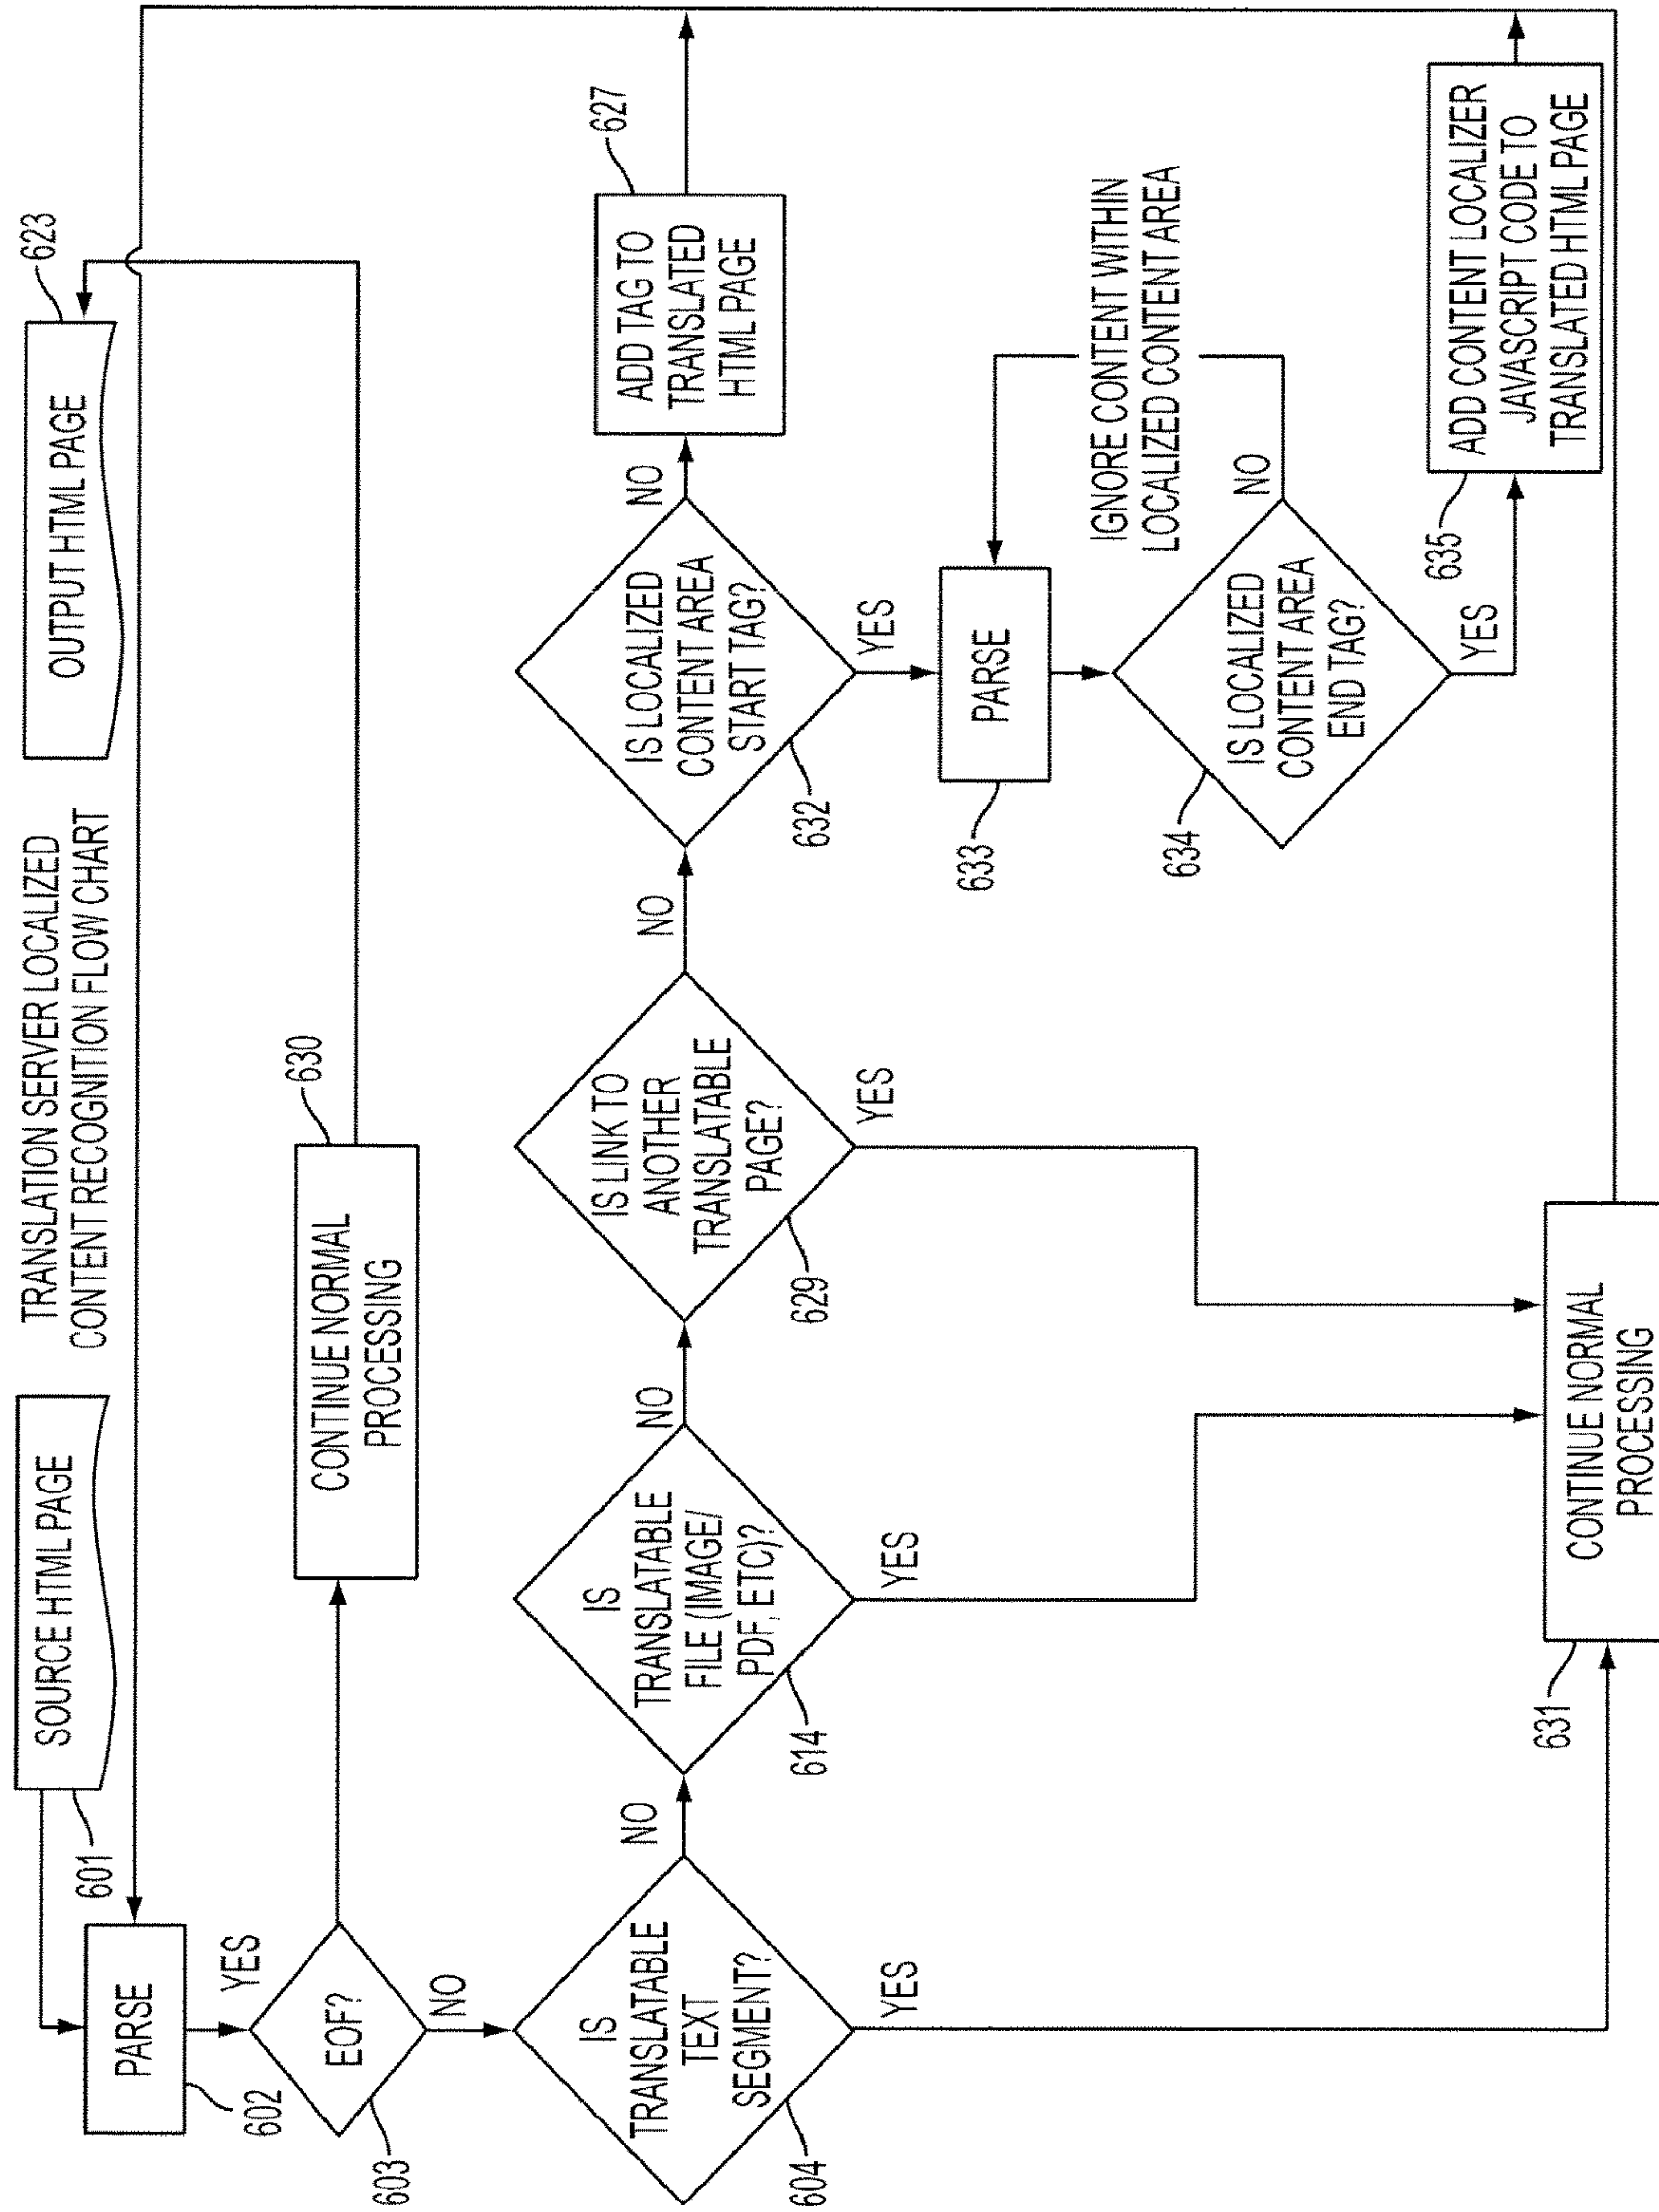 TRANSLATION SERVER LOCALIZED
CONTENT RECOGNITION FLOW CHART
SOURCE HTML PAGE
601
OUTPUT HTML PAGE
623
PARSE
602
YES
EOF?
603
NO
CONTINUE NORMAL
PROCESSING
630
IS
TRANSLATABLE
TEXT
SEGMENT?
604
NO
YES
IS
TRANSLATABLE
FILE (IMAGE/
PDF, ETC)?
614
NO
YES
IS LINK TO
ANOTHER
TRANSLATABLE
PAGE?
629
NO
YES
IS LOCALIZED
CONTENT AREA
START TAG?
632
NO
YES
ADD TAG TO
TRANSLATED
HTML PAGE
627
PARSE
633
IGNORE CONTENT WITHIN
LOCALIZED CONTENT AREA
IS LOCALIZED
CONTENT AREA
END TAG?
634
NO
YES
635
ADD CONTENT LOCALIZER
JAVASCRIPT CODE TO
TRANSLATED HTML PAGE
CONTINUE NORMAL
PROCESSING
631